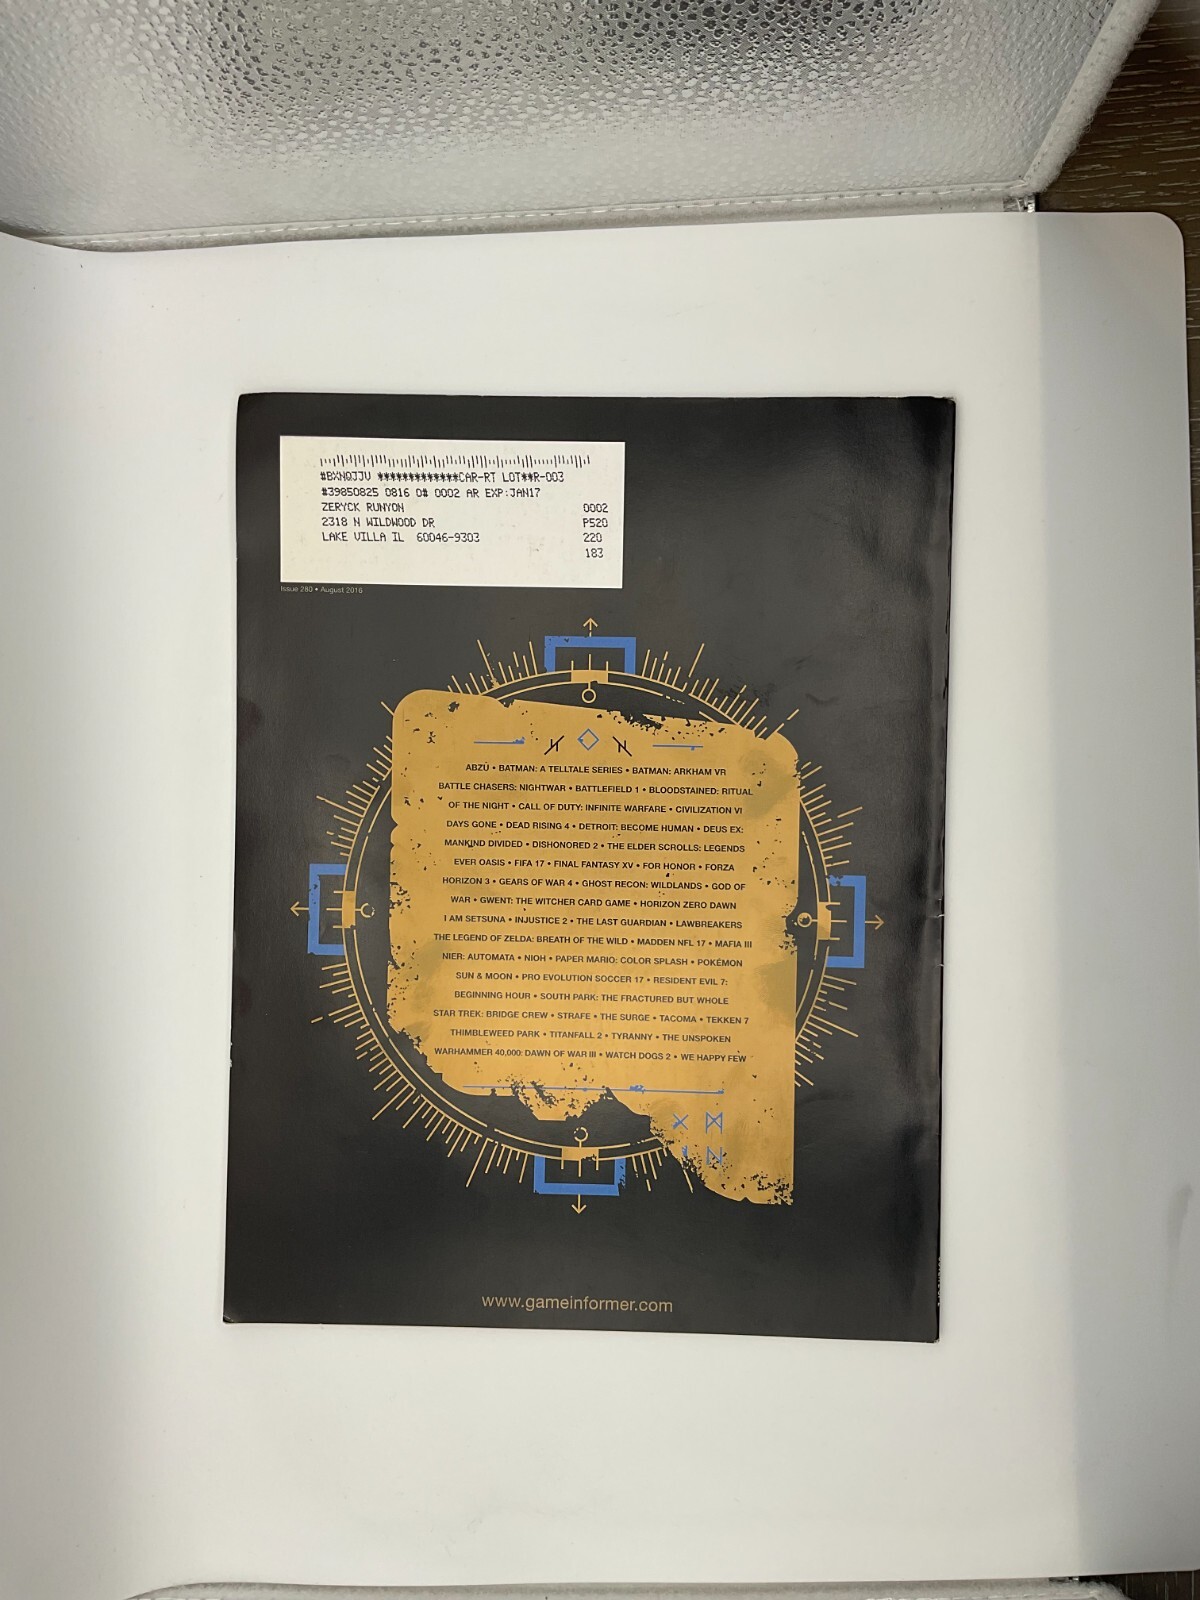 #BXNQJJV *************CAR-RT LOT**R-003
#39850825 0816 0# 0002 AR EXP:JAN17
ZERYCK RUNYON 0002
2318 N WILDWOOD DR P520
LAKE VILLA IL 60046-9303 220
183
Issue 280 • August 2016
ABZÛ • BATMAN: A TELLTALE SERIES • BATMAN: ARKHAM VR
BATTLE CHASERS: NIGHTWAR • BATTLEFIELD 1 • BLOODSTAINED: RITUAL
OF THE NIGHT • CALL OF DUTY: INFINITE WARFARE • CIVILIZATION VI
DAYS GONE • DEAD RISING 4 • DETROIT: BECOME HUMAN • DEUS EX:
MANKIND DIVIDED • DISHONORED 2 • THE ELDER SCROLLS: LEGENDS
EVER OASIS • FIFA 17 • FINAL FANTASY XV • FOR HONOR • FORZA
HORIZON 3 • GEARS OF WAR 4 • GHOST RECON: WILDLANDS • GOD OF
WAR • GWENT: THE WITCHER CARD GAME • HORIZON ZERO DAWN
I AM SETSUNA • INJUSTICE 2 • THE LAST GUARDIAN • LAWBREAKERS
THE LEGEND OF ZELDA: BREATH OF THE WILD • MADDEN NFL 17 • MAFIA III
NIER: AUTOMATA • NIOH • PAPER MARIO: COLOR SPLASH • POKÉMON
SUN & MOON • PRO EVOLUTION SOCCER 17 • RESIDENT EVIL 7:
BEGINNING HOUR • SOUTH PARK: THE FRACTURED BUT WHOLE
STAR TREK: BRIDGE CREW • STRAFE • THE SURGE • TACOMA • TEKKEN 7
THIMBLEWEED PARK • TITANFALL 2 • TYRANNY • THE UNSPOKEN
WARHAMMER 40,000: DAWN OF WAR III • WATCH DOGS 2 • WE HAPPY FEW
www.gameinformer.com